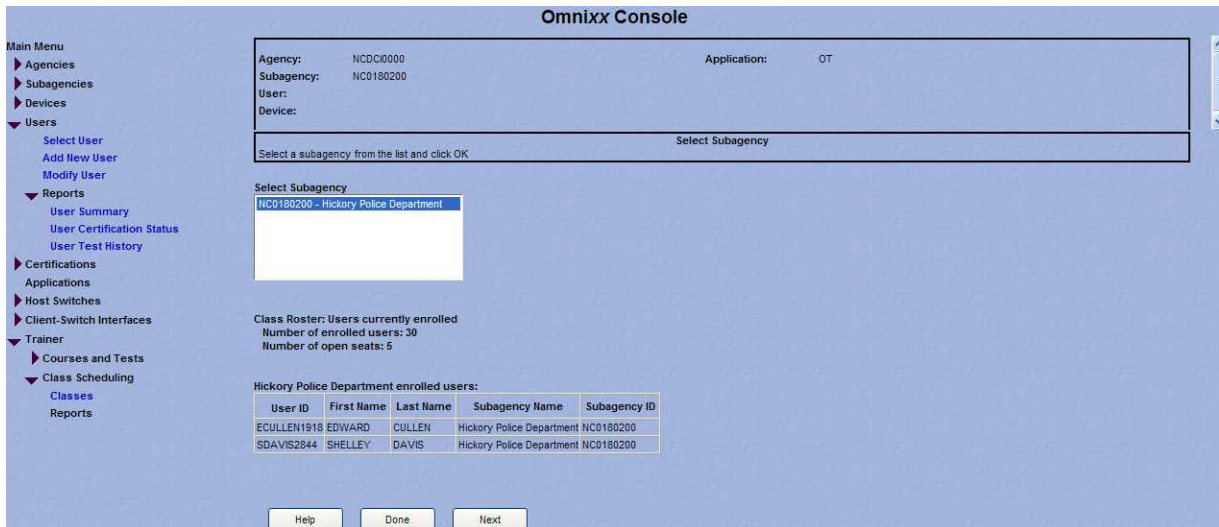 Omnixx Console
Main Menu
Agencies
Subagencies
Devices
Users
Select User
Add New User
Modify User
Reports
User Summary
User Certification Status
User Test History
Certifications
Applications
Host Switches
Client-Switch Interfaces
Trainer
Courses and Tests
Class Scheduling
Classes
Reports
Agency: NCDCI0000 Application: OT
Subagency: NC0180200
User:
Device:
Select Subagency
Select a subagency from the list and click OK
Select Subagency
NC0180200 - Hickory Police Department
Class Roster: Users currently enrolled
Number of enrolled users: 30
Number of open seats: 5
Hickory Police Department enrolled users:
User ID First Name Last Name Subagency Name Subagency ID
ECULLEN1918 EDWARD CULLEN Hickory Police Department NC0180200
SDAVIS2844 SHELLEY DAVIS Hickory Police Department NC0180200
Help Done Next